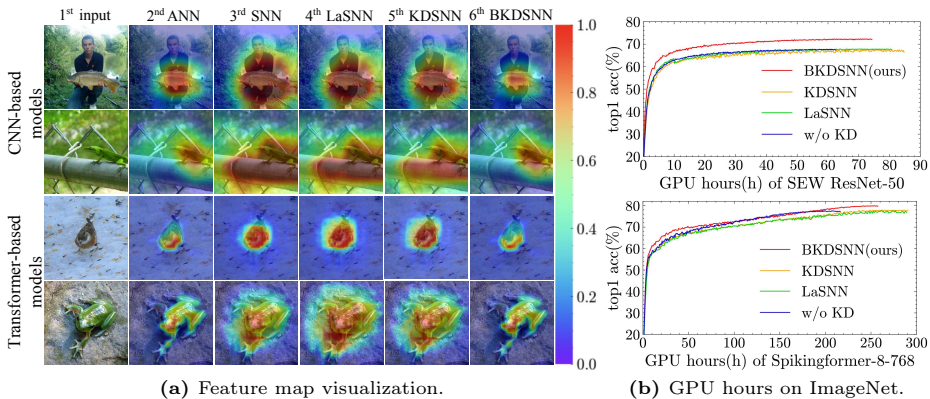 1st input 2nd ANN 3rd SNN 4th LaSNN 5th KDSNN 6th BKDSNN
CNN-based
models
Transformer-based
models
1.0
0.8
0.6
0.4
0.2
0.0
(a) Feature map visualization.
top1 acc(%)
80
70
60
50
40
30
20
BKDSNN(ours)
KDSNN
LaSNN
w/o KD
0 10 20 30 40 50 60 70 80 90
GPU hours(h) of SEW ResNet-50
top1 acc(%)
80
70
60
50
40
30
20
BKDSNN(ours)
KDSNN
LaSNN
w/o KD
0 50 100 150 200 250 300
GPU hours(h) of Spikingformer-8-768
(b) GPU hours on ImageNet.